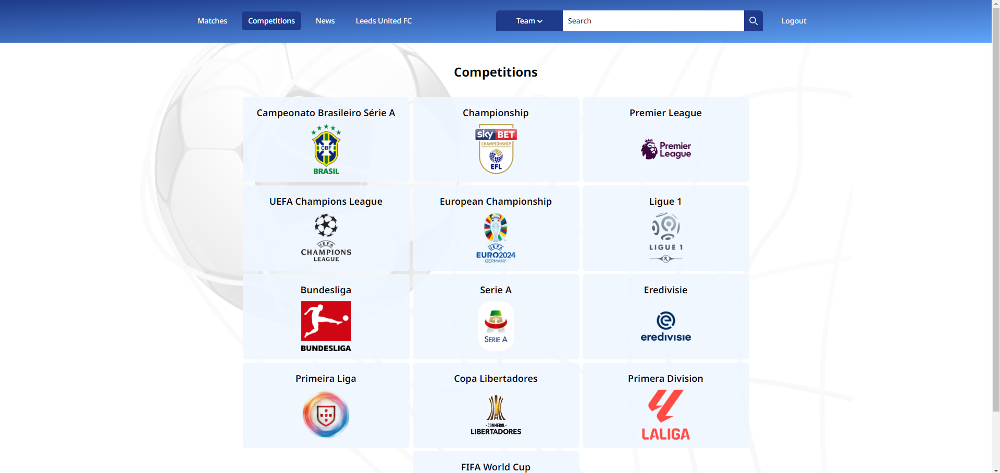 Matches
Competitions
News
Leeds United FC
Team
Search
Logout
Competitions
Campeonato Brasileiro Série A
CBF
BRASIL
Championship
sky BET
CHAMPIONSHIP
EFL
Premier League
Premier
League
UEFA Champions League
UEFA
CHAMPIONS
LEAGUE
European Championship
UEFA
EURO2024
GERMANY
Ligue 1
LIGUE 1
Bundesliga
BUNDESLIGA
Serie A
SERIE A
Eredivisie
eredivisie
Primeira Liga
Copa Libertadores
·CONMEBOL·
LIBERTADORES
Primera Division
LALIGA
FIFA World Cup